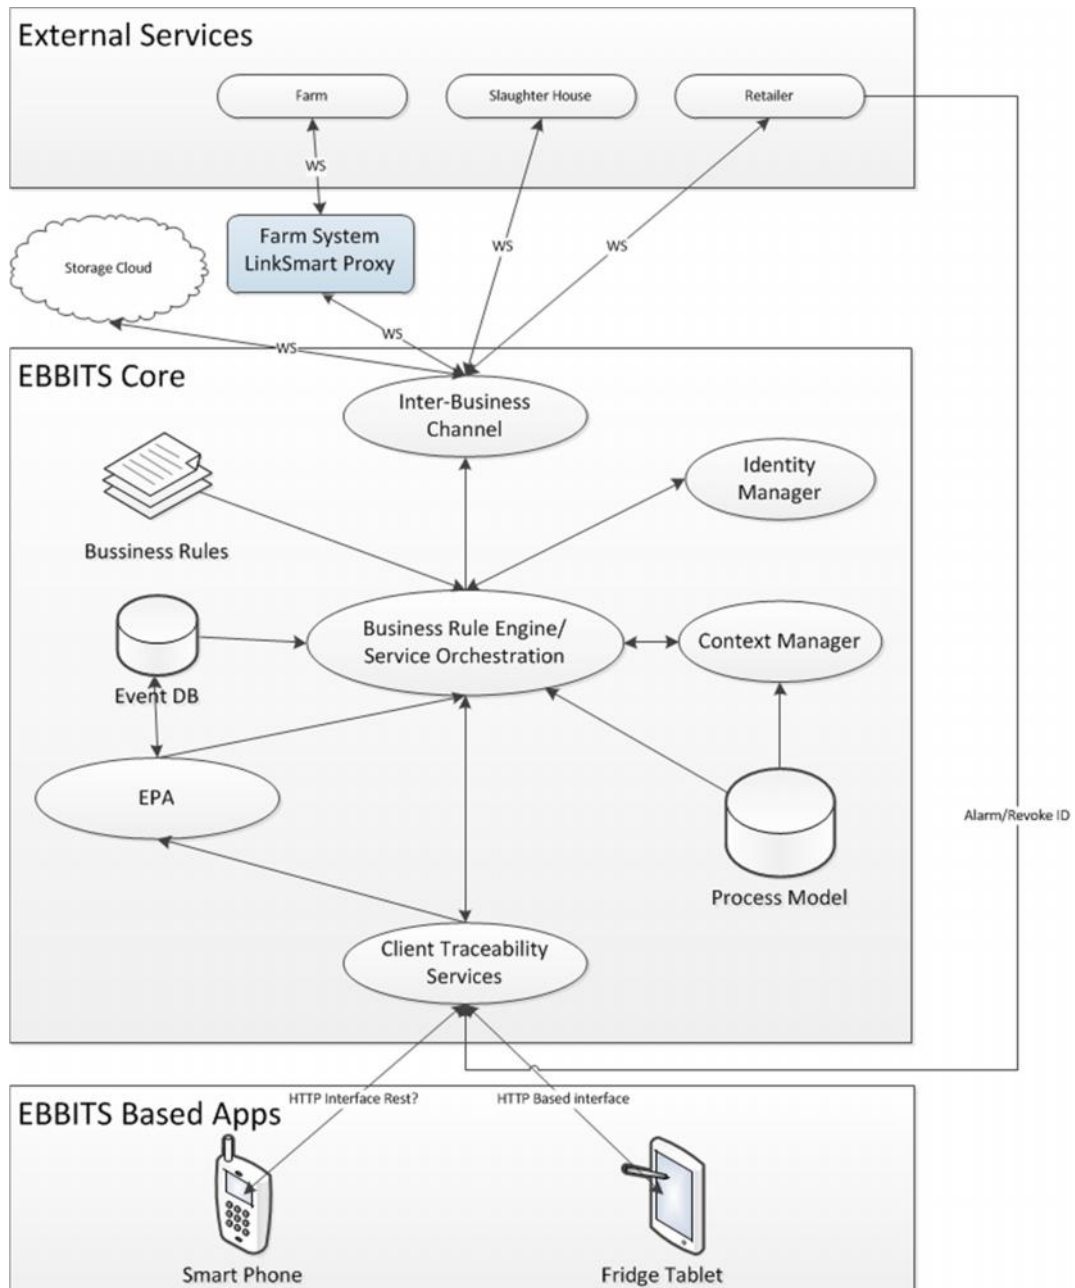 External Services
Farm
Slaughter House
Retailer
WS
Farm System
LinkSmart Proxy
Storage Cloud
WS
WS
WS
WS
EBBITS Core
Inter-Business
Channel
Identity
Manager
Bussiness Rules
Business Rule Engine/
Service Orchestration
Context Manager
Event DB
EPA
Alarm/Revoke ID
Process Model
Client Traceability
Services
HTTP Interface Rest?
HTTP Based interface
EBBITS Based Apps
Smart Phone
Fridge Tablet